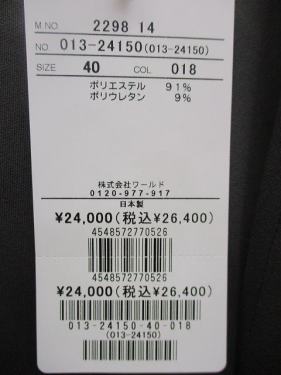 M.NO 2298 14
NO. 013-24150(013-24150)
SIZE 40 COL 018
ポリエステル 91%
ポリウレタン 9%
株式会社ワールド
0120-977-917
日本製
¥24,000(税込¥26,400)
4548572770526
4548572770526
¥24,000(税込¥26,400)
013-24150-40-018
(013-24150)